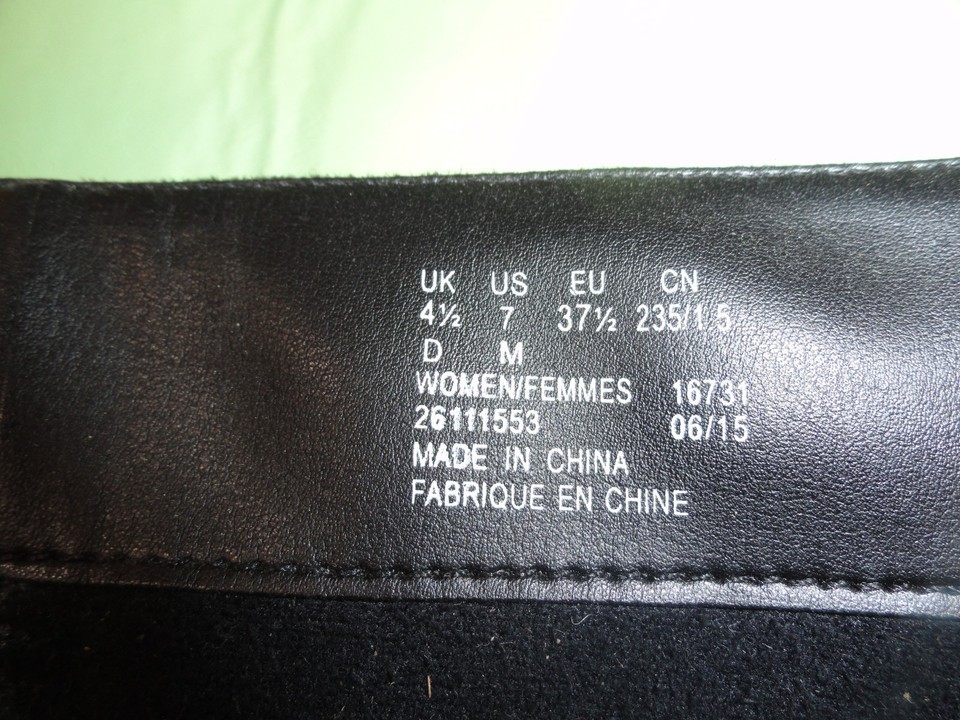 UK US EU CN
4½ 7 37½ 235/1.5
D M
WOMEN/FEMMES 16731
26111553 06/15
MADE IN CHINA
FABRIQUE EN CHINE